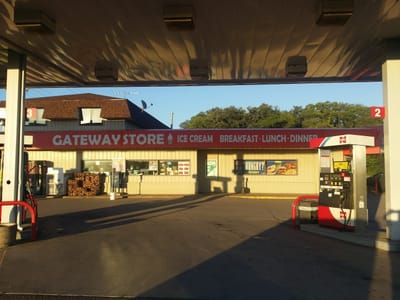 GATEWAY STORE ICE CREAM BREAKFAST · LUNCH · DINNER
2